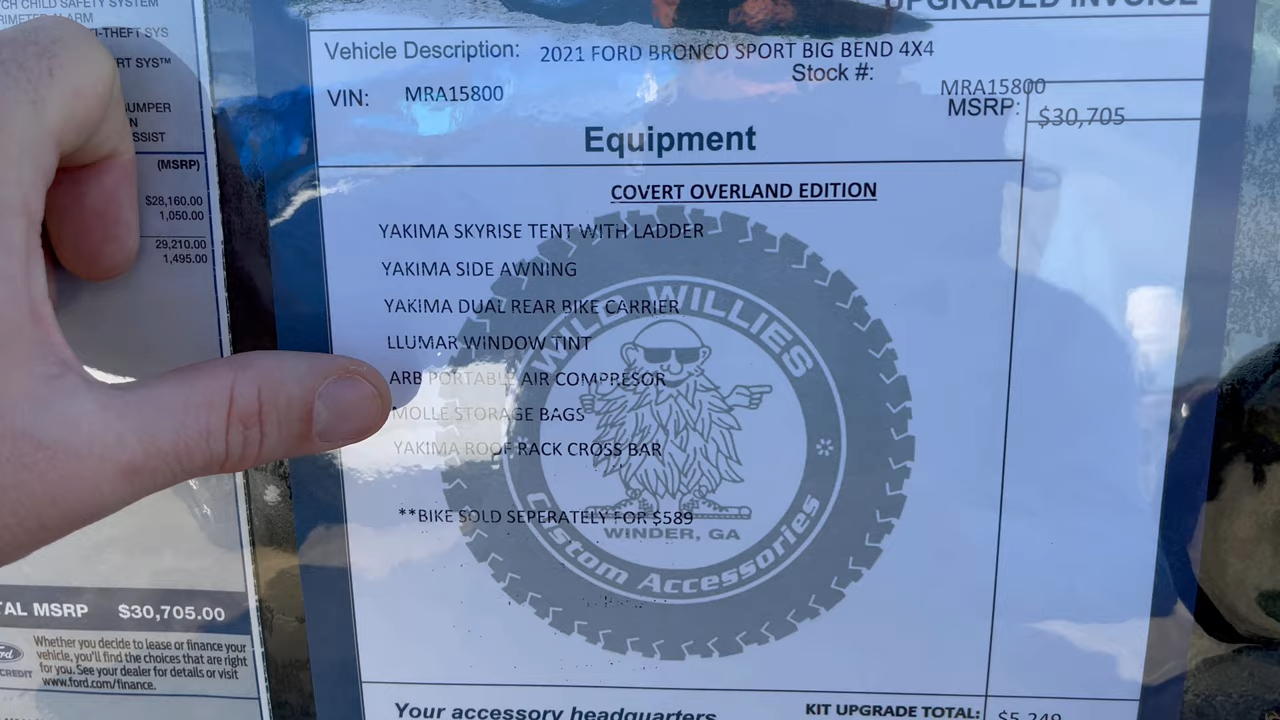 CH CHILD SAFETY SYSTEM
RIMETER ALARM
I-THEFT SYS
RT SYS™
UMPER
N
SSIST
(MSRP)
$28,160.00
1,050.00
29,210.00
1,495.00
TAL MSRP $30,705.00
Ford
CREDIT
Whether you decide to lease or finance your
vehicle, you'll find the choices that are right
for you. See your dealer for details or visit
www.ford.com/finance.
UPGRADED INVOICE
Vehicle Description: 2021 FORD BRONCO SPORT BIG BEND 4X4
Stock #: MRA15800
VIN: MRA15800
MSRP: $30,705
Equipment
COVERT OVERLAND EDITION
YAKIMA SKYRISE TENT WITH LADDER
YAKIMA SIDE AWNING
YAKIMA DUAL REAR BIKE CARRIER
LLUMAR WINDOW TINT
ARB PORTABLE AIR COMPRESOR
MOLLE STORAGE BAGS
YAKIMA ROOF RACK CROSS BAR
**BIKE SOLD SEPERATELY FOR $589
WILD WILLIES
WINDER, GA
Custom Accessories
Your accessory headquarters
KIT UPGRADE TOTAL: $5,249